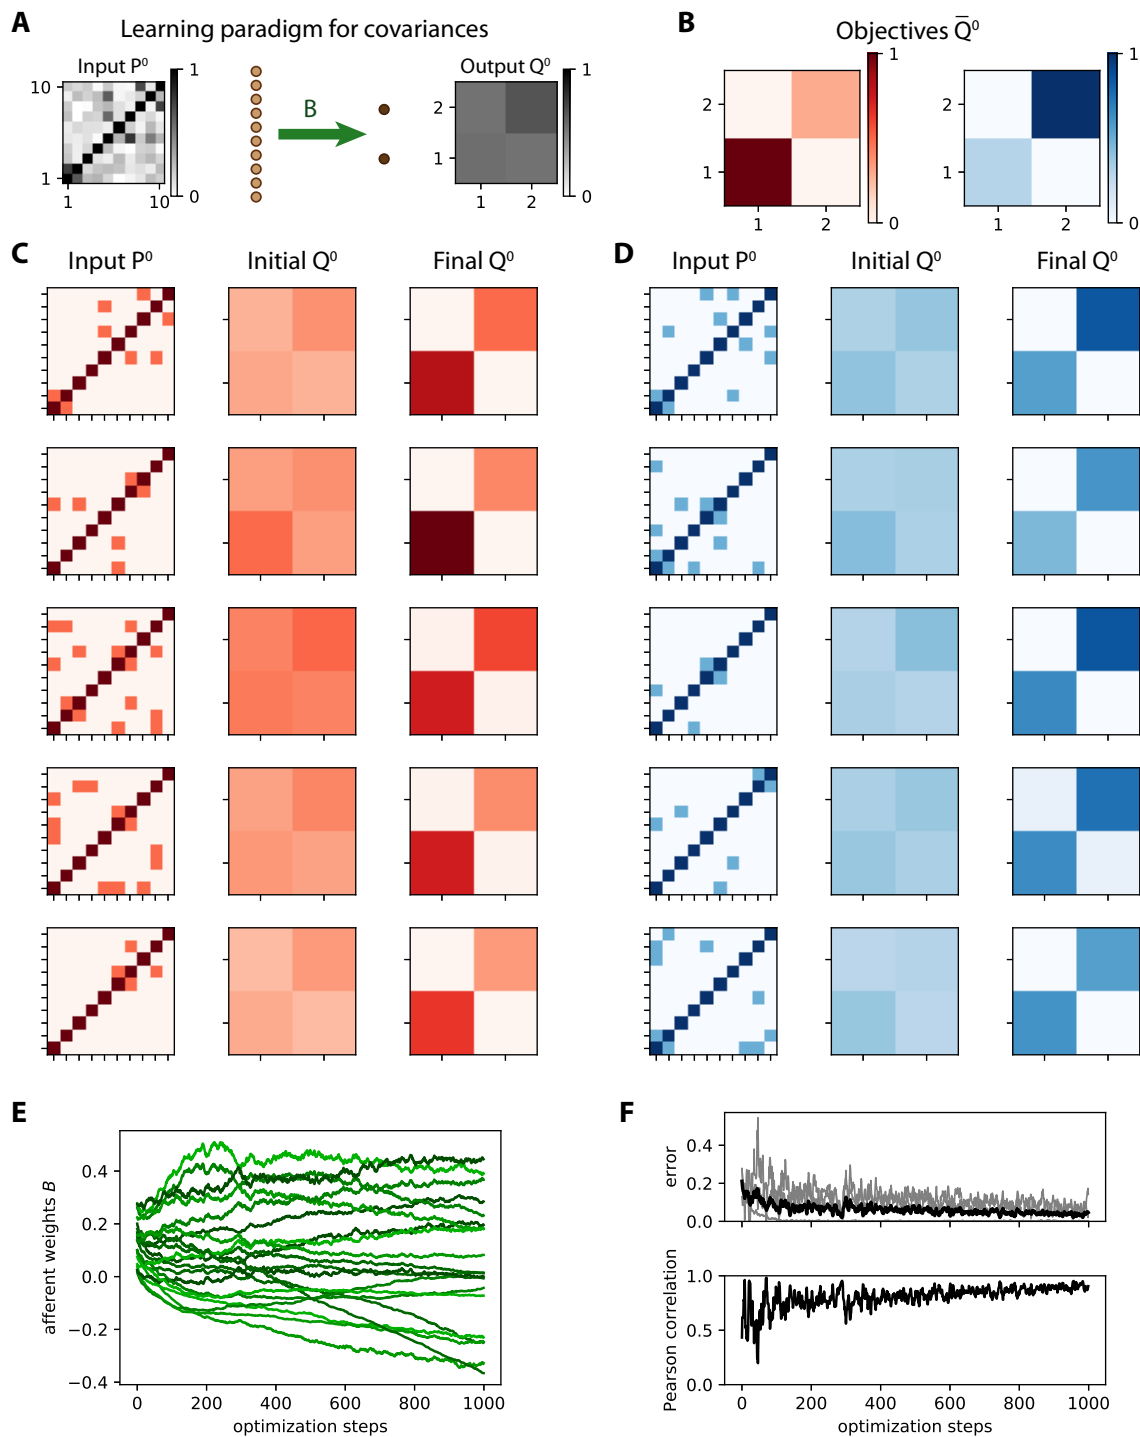 A
Learning paradigm for covariances
Input P⁰
10
1
1
10
1
0
B
Output Q⁰
2
1
1
2
1
0
B
Objectives Q̅⁰
2
1
1
2
1
0
2
1
1
2
1
0
C
Input P⁰
Initial Q⁰
Final Q⁰
D
Input P⁰
Initial Q⁰
Final Q⁰
E
afferent weights B
0.4
0.2
0.0
−0.2
−0.4
0
200
400
600
800
1000
optimization steps
F
error
0.4
0.2
0.0
Pearson correlation
1.0
0.5
0.0
0
200
400
600
800
1000
optimization steps